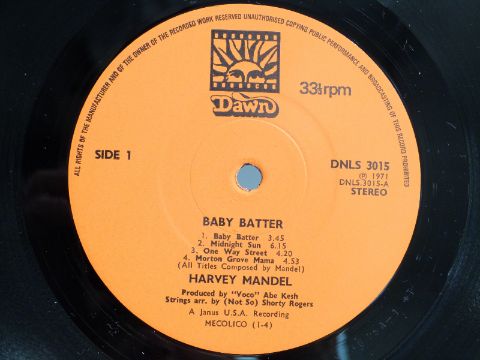 ALL RIGHTS OF THE MANUFACTURER AND OF THE OWNER OF THE RECORDED WORK RESERVED UNAUTHORISED COPYING PUBLIC PERFORMANCE AND BROADCASTING OF THIS RECORD PROHIBITED
Dawn
33⅓rpm
SIDE 1
DNLS 3015
℗ 1971
DNLS.3015-A
STEREO
BABY BATTER
1. Baby Batter 3.45
2. Midnight Sun 6.15
3. One Way Street 4.20
4. Morton Grove Mama 4.53
(All Titles Composed by Mandel)
HARVEY MANDEL
Produced by "Voco" Abe Kesh
Strings arr. by (Not So) Shorty Rogers
A Janus U.S.A. Recording
MECOLICO (1-4)